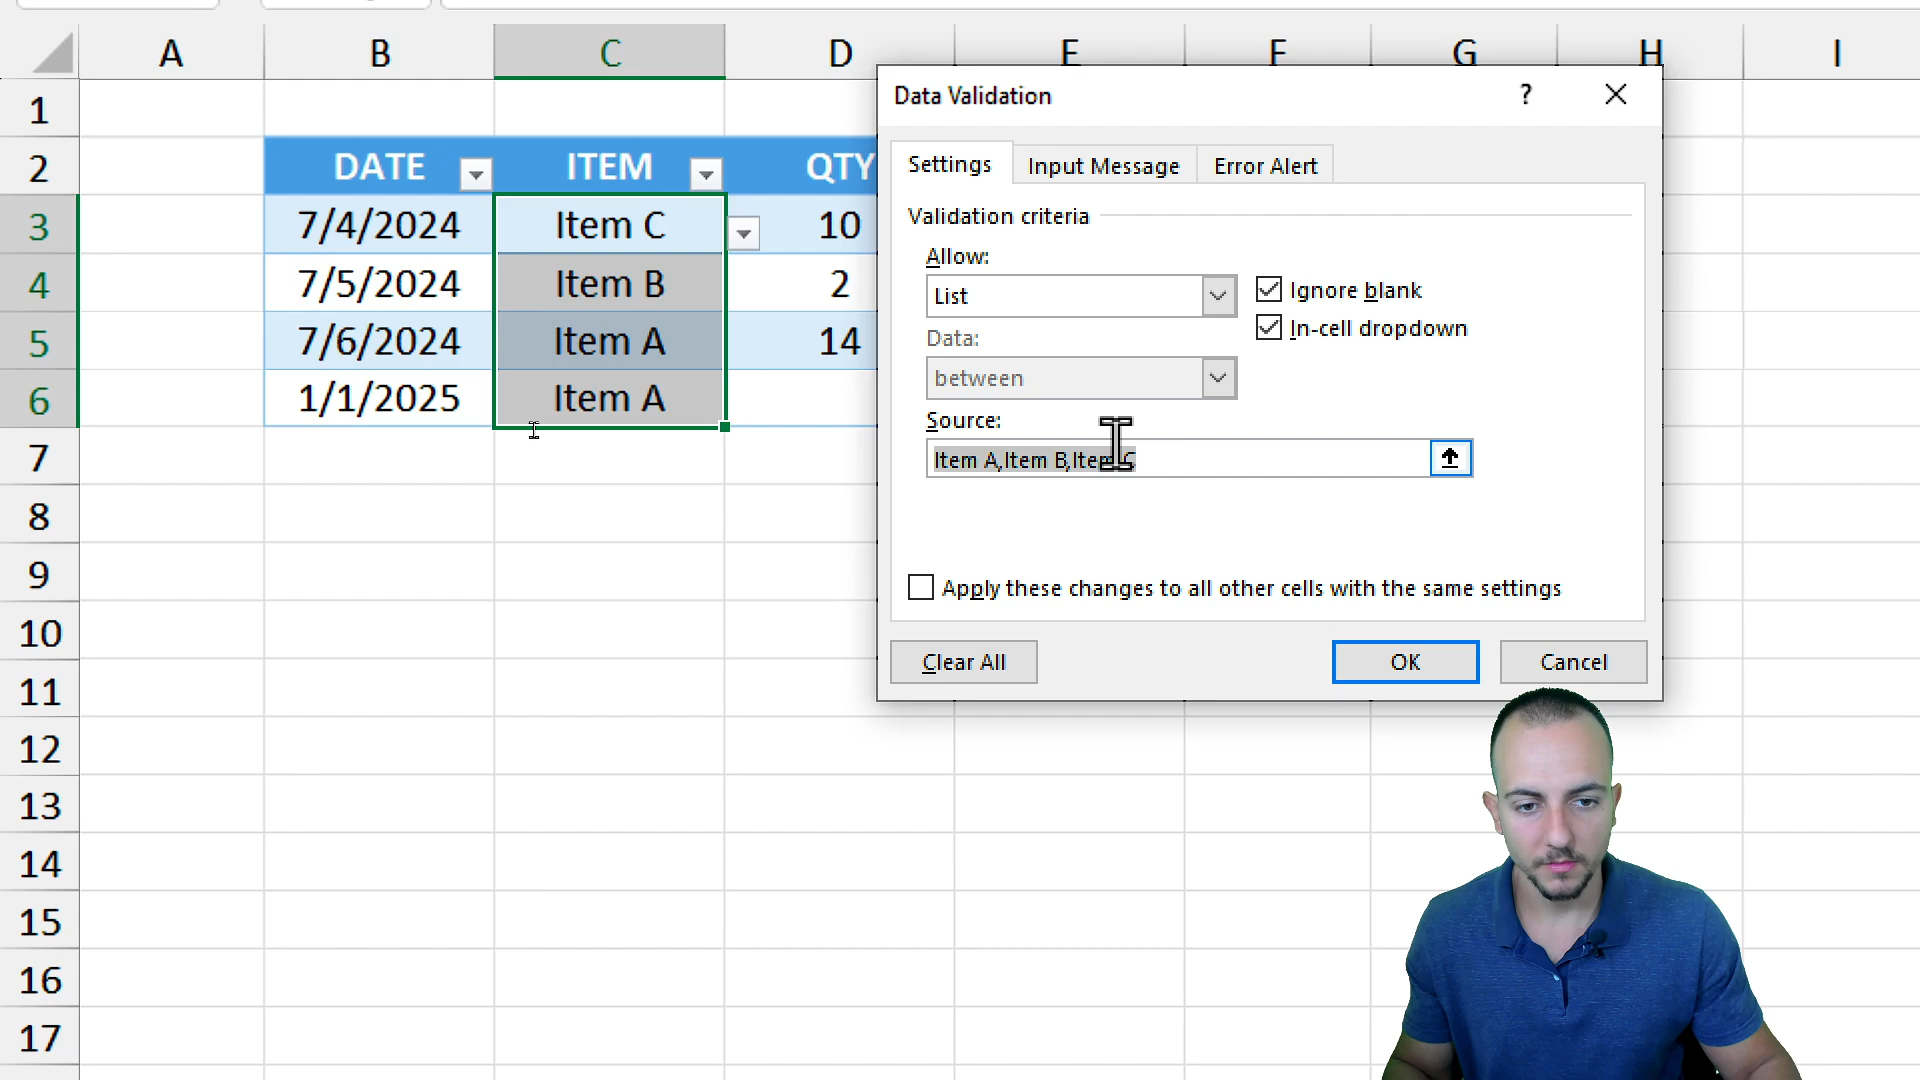 A B C D E F G H I
Data Validation ?
1
2 DATE ITEM QTY
Settings Input Message Error Alert
3 7/4/2024 Item C 10
Validation criteria
Allow:
4 7/5/2024 Item B 2
List Ignore blank
In-cell dropdown
5 7/6/2024 Item A 14
Data:
between
6 1/1/2025 Item A
Source:
7
Item A,Item B,Item C
8
9
Apply these changes to all other cells with the same settings
10
Clear All OK Cancel
11
12
13
14
15
16
17